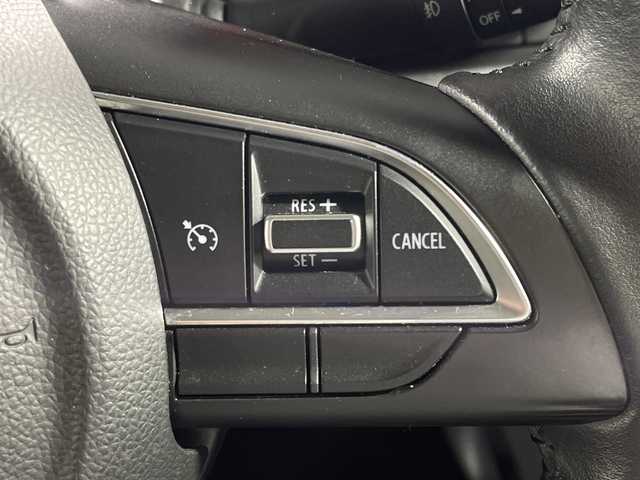 OFF
RES +
SET -
CANCEL